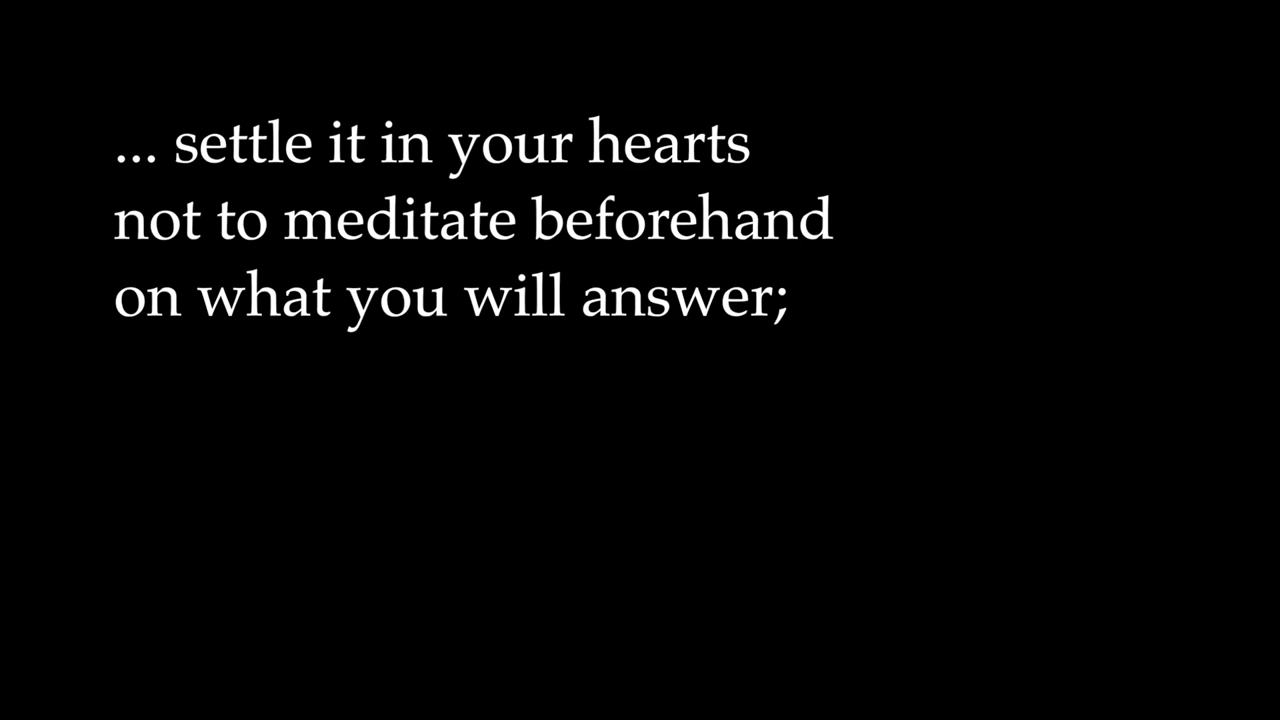 ... settle it in your hearts
not to meditate beforehand
on what you will answer;